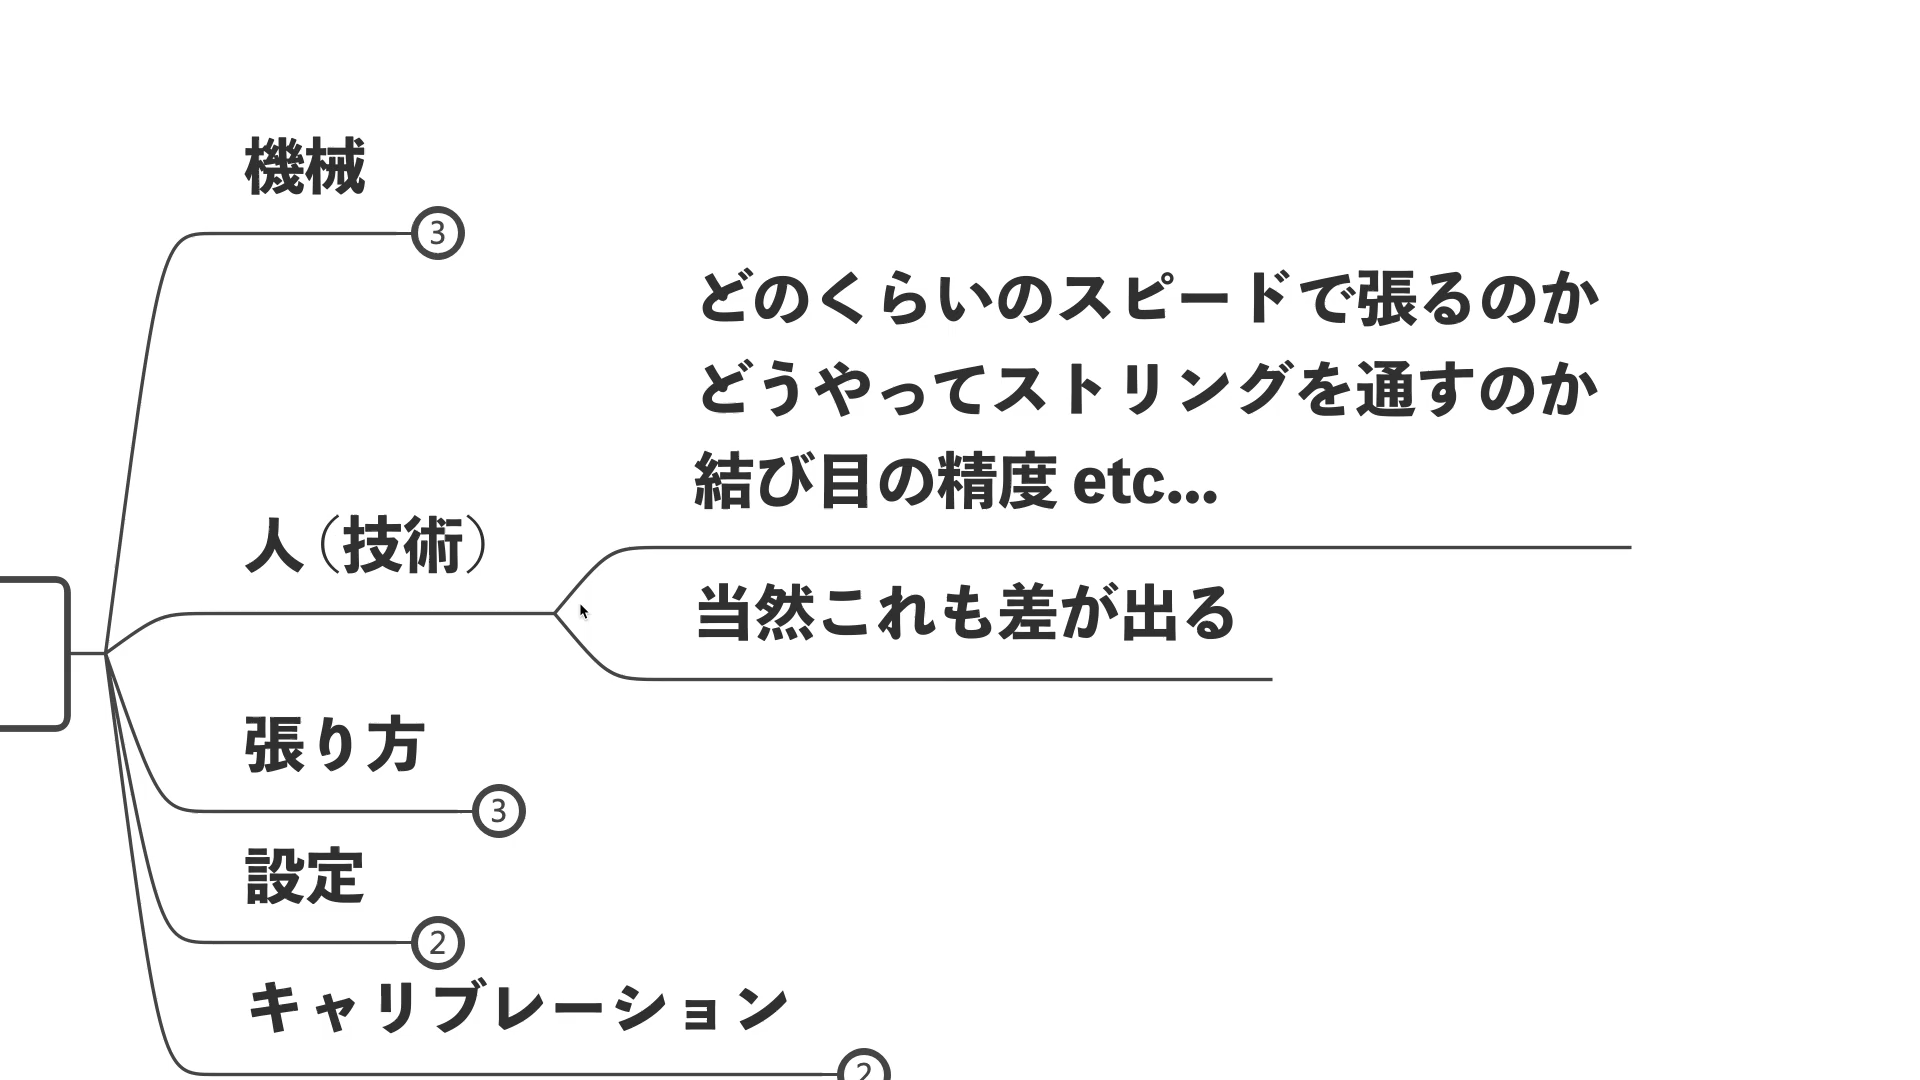 機械
3
どのくらいのスピードで張るのか
どうやってストリングを通すのか
結び目の精度 etc...
人（技術）
当然これも差が出る
張り方
3
設定
2
キャリブレーション
2